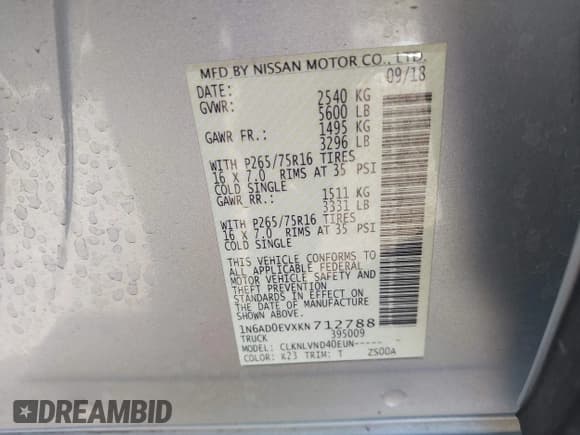 MFD BY NISSAN MOTOR CO., LTD.
DATE: 09/18
GVWR: 2540 KG
5600 LB
GAWR FR.: 1495 KG
3296 LB
WITH P265/75R16 TIRES
16 X 7.0 RIMS AT 35 PSI
COLD SINGLE
GAWR RR.: 1511 KG
3331 LB
WITH P265/75R16 TIRES
16 X 7.0 RIMS AT 35 PSI
COLD SINGLE
THIS VEHICLE CONFORMS TO
ALL APPLICABLE FEDERAL
MOTOR VEHICLE SAFETY AND
THEFT PREVENTION
STANDARDS IN EFFECT ON
THE DATE OF MANUFACTURE
SHOWN ABOVE.
1N6AD0EVXKN712788
TRUCK 395009
MODEL: CLKNLVND40EUN----- -
COLOR: K23 TRIM: T ZS00A
DREAMBID